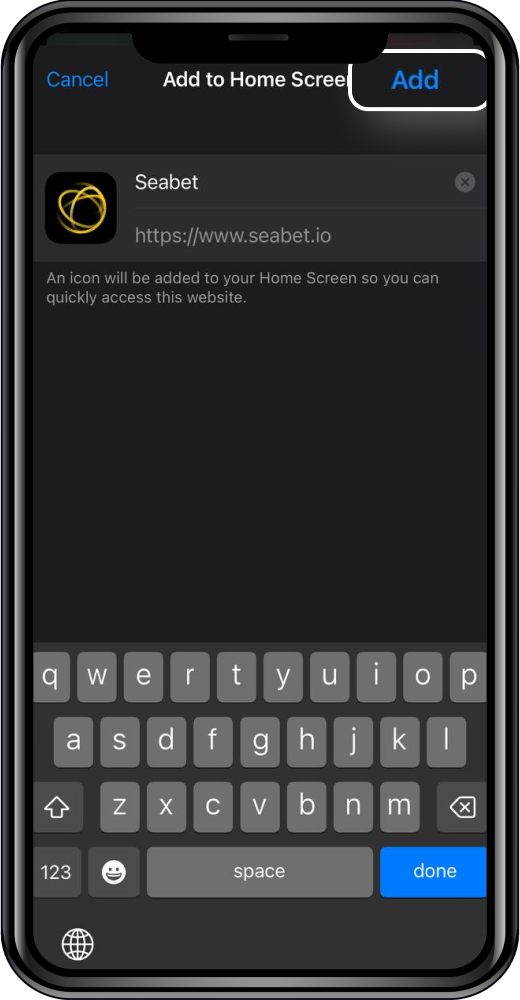 Cancel
Add to Home Screen
Add
Seabet
https://www.seabet.io
An icon will be added to your Home Screen so you can
quickly access this website.
q w e r t y u i o p
a s d f g h j k l
z x c v b n m
123
space
done